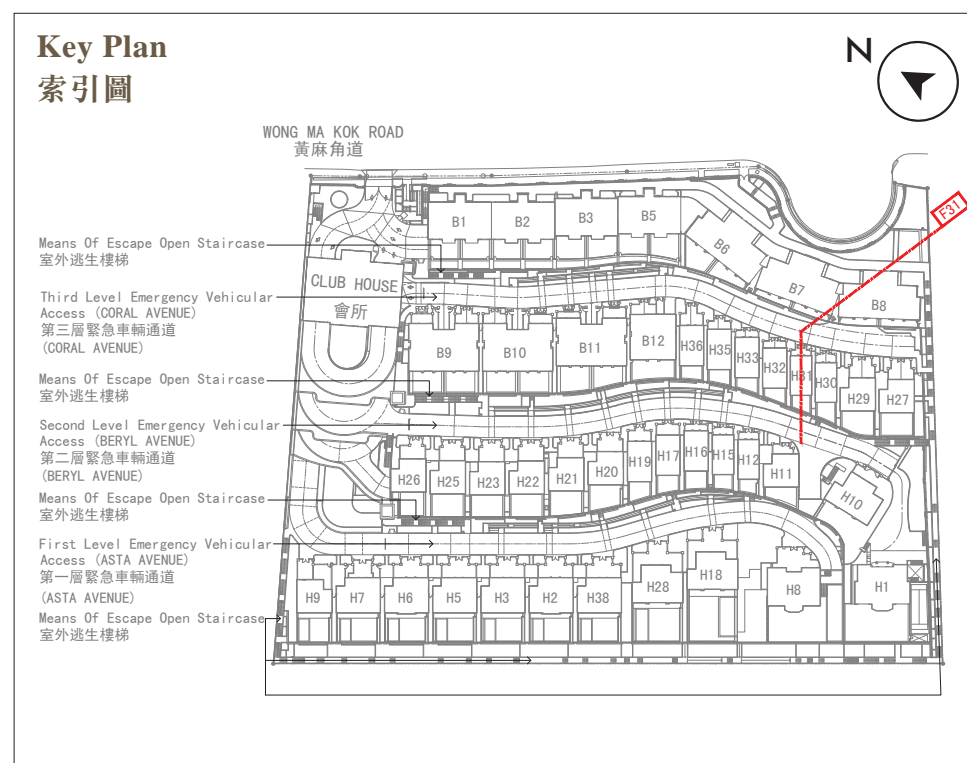 Key Plan
索引圖
N
WONG MA KOK ROAD
黃麻角道
F31
Means Of Escape Open Staircase
室外逃生樓梯
Third Level Emergency Vehicular
Access (CORAL AVENUE)
第三層緊急車輛通道
(CORAL AVENUE)
Means Of Escape Open Staircase
室外逃生樓梯
Second Level Emergency Vehicular
Access (BERYL AVENUE)
第二層緊急車輛通道
(BERYL AVENUE)
Means Of Escape Open Staircase
室外逃生樓梯
First Level Emergency Vehicular
Access (ASTA AVENUE)
第一層緊急車輛通道
(ASTA AVENUE)
Means Of Escape Open Staircase
室外逃生樓梯
CLUB HOUSE
會所
B1
B2
B3
B5
B6
B7
B8
B9
B10
B11
B12
H36
H35
H33
H32
H31
H30
H29
H27
H26
H25
H23
H22
H21
H20
H19
H17
H16
H15
H12
H11
H10
H9
H7
H6
H5
H3
H2
H38
H28
H18
H8
H1